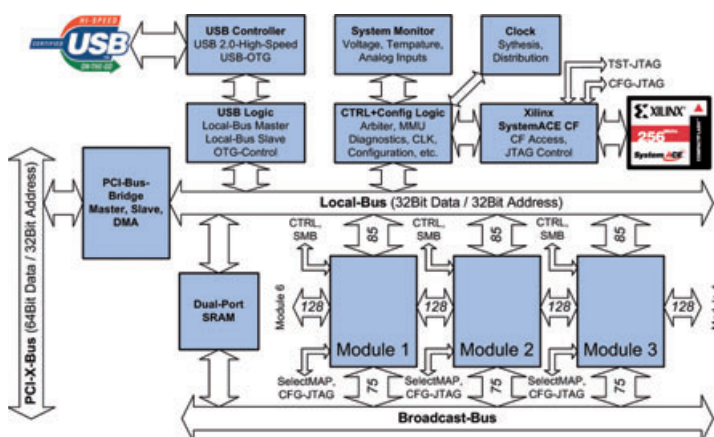 HI-SPEED
CERTIFIED
USB
ON-THE-GO
USB Controller
USB 2.0-High-Speed
USB-OTG
System Monitor
Voltage, Tempature,
Analog Inputs
Clock
Sythesis,
Distribution
TST-JTAG
CFG-JTAG
USB Logic
Local-Bus Master
Local-Bus Slave
OTG-Control
CTRL+Config Logic
Arbiter, MMU
Diagnostics, CLK,
Configuration, etc.
Xilinx
SystemACE CF
CF Access,
JTAG Control
XILINX
256
System ACE
PCI-Bus-
Bridge
Master, Slave,
DMA
Local-Bus (32Bit Data / 32Bit Address)
PCI-X-Bus (64Bit Data / 32Bit Address)
CTRL,
SMB
85
CTRL,
SMB
85
CTRL,
SMB
85
Dual-Port
SRAM
Module 6
128
Module 1
128
Module 2
128
Module 3
128
SelectMAP,
CFG-JTAG
75
SelectMAP,
CFG-JTAG
75
SelectMAP,
CFG-JTAG
75
Broadcast-Bus